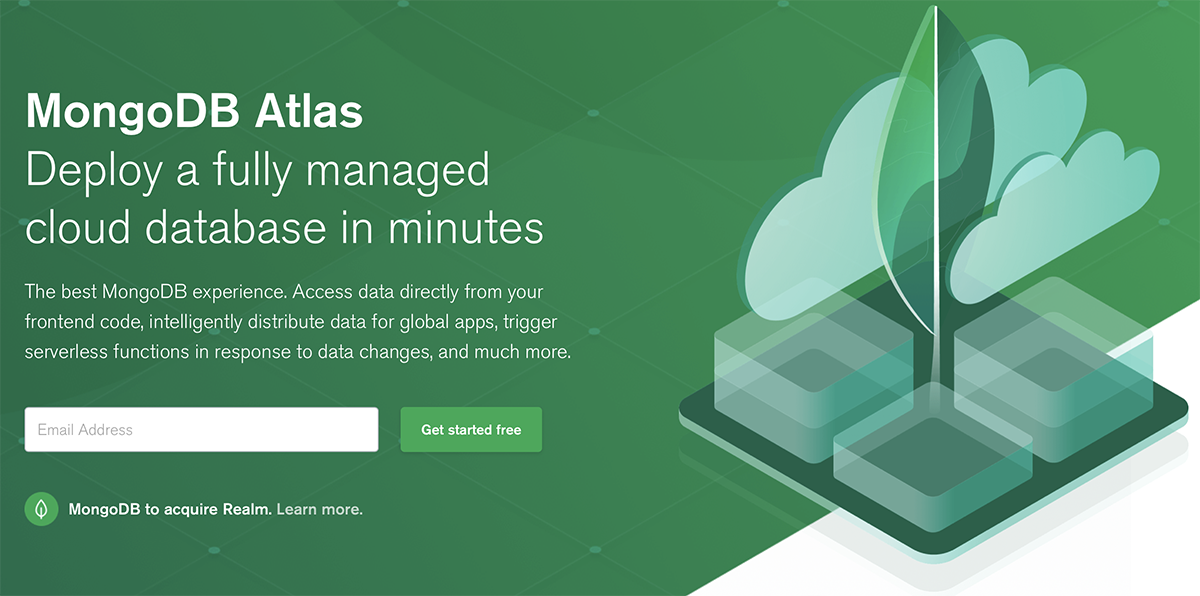 MongoDB Atlas
Deploy a fully managed
cloud database in minutes
The best MongoDB experience. Access data directly from your
frontend code, intelligently distribute data for global apps, trigger
serverless functions in response to data changes, and much more.
Email Address
Get started free
MongoDB to acquire Realm. Learn more.